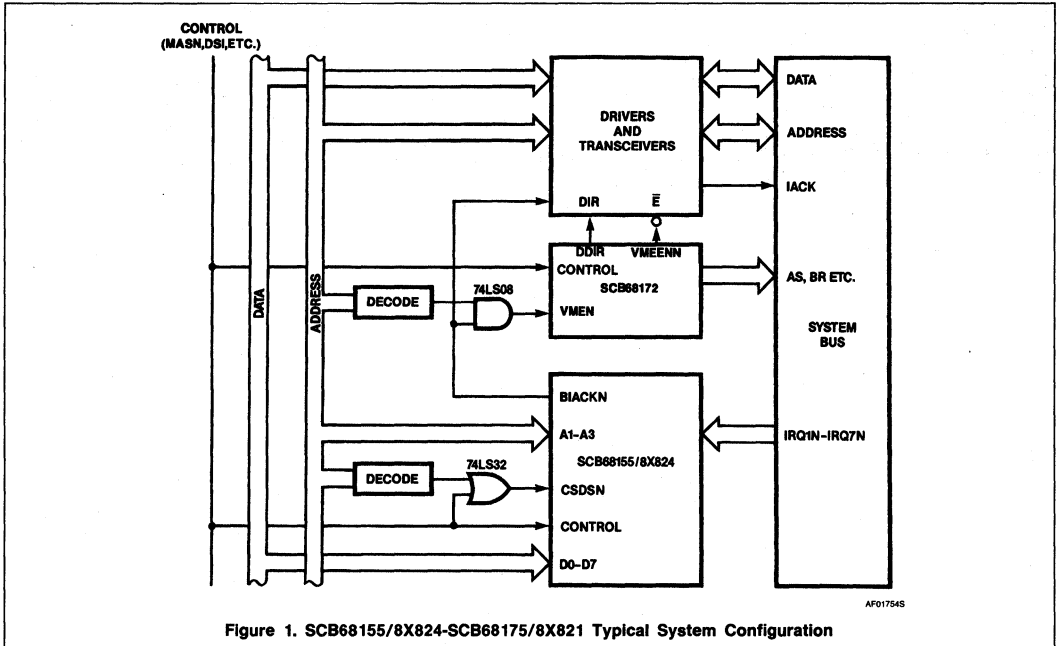 CONTROL
(MASN,DSI,ETC.)
DATA
ADDRESS
DRIVERS
AND
TRANSCEIVERS
DIR
E
DATA
ADDRESS
IACK
DDIR
VMEENN
CONTROL
SCB68172
VMEN
AS, BR ETC.
DECODE
74LS08
SYSTEM
BUS
BIACKN
A1-A3
SCB68155/8X824
CSDSN
CONTROL
D0-D7
IRQ1N-IRQ7N
DECODE
74LS32
AF01754S
Figure 1. SCB68155/8X824-SCB68175/8X821 Typical System Configuration